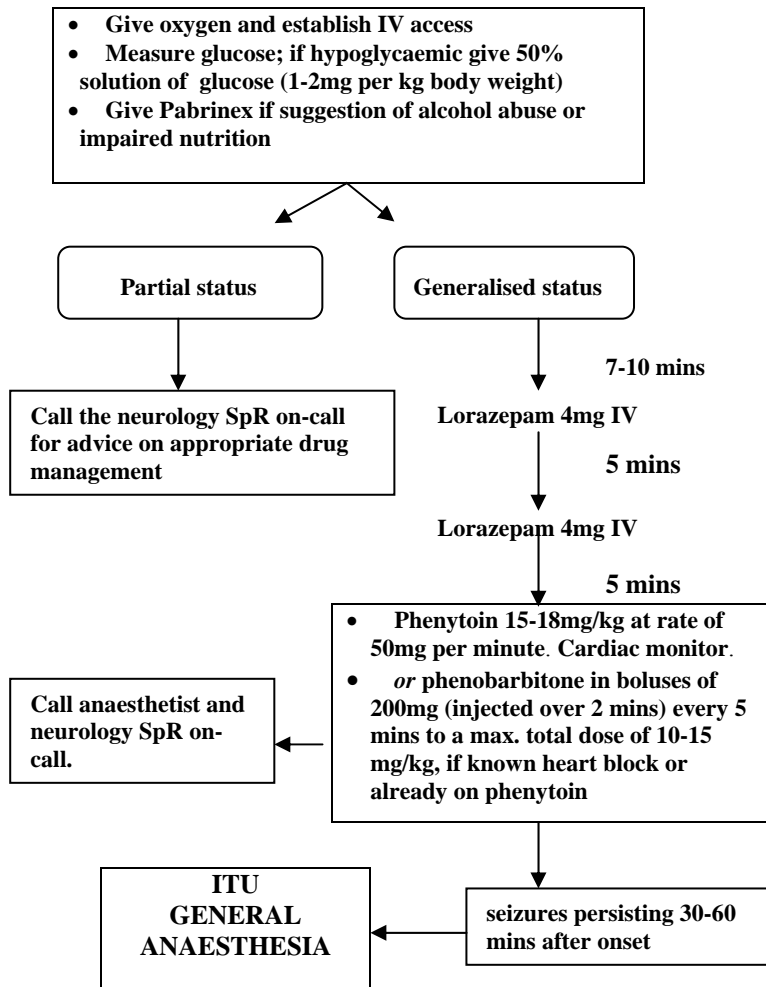 • Give oxygen and establish IV access
• Measure glucose; if hypoglycaemic give 50%
solution of glucose (1-2mg per kg body weight)
• Give Pabrinex if suggestion of alcohol abuse or
impaired nutrition
Partial status
Generalised status
7-10 mins
Call the neurology SpR on-call
for advice on appropriate drug
management
Lorazepam 4mg IV
5 mins
Lorazepam 4mg IV
5 mins
• Phenytoin 15-18mg/kg at rate of
50mg per minute. Cardiac monitor.
• or phenobarbitone in boluses of
200mg (injected over 2 mins) every 5
mins to a max. total dose of 10-15
mg/kg, if known heart block or
already on phenytoin
Call anaesthetist and
neurology SpR on-
call.
ITU
GENERAL
ANAESTHESIA
seizures persisting 30-60
mins after onset